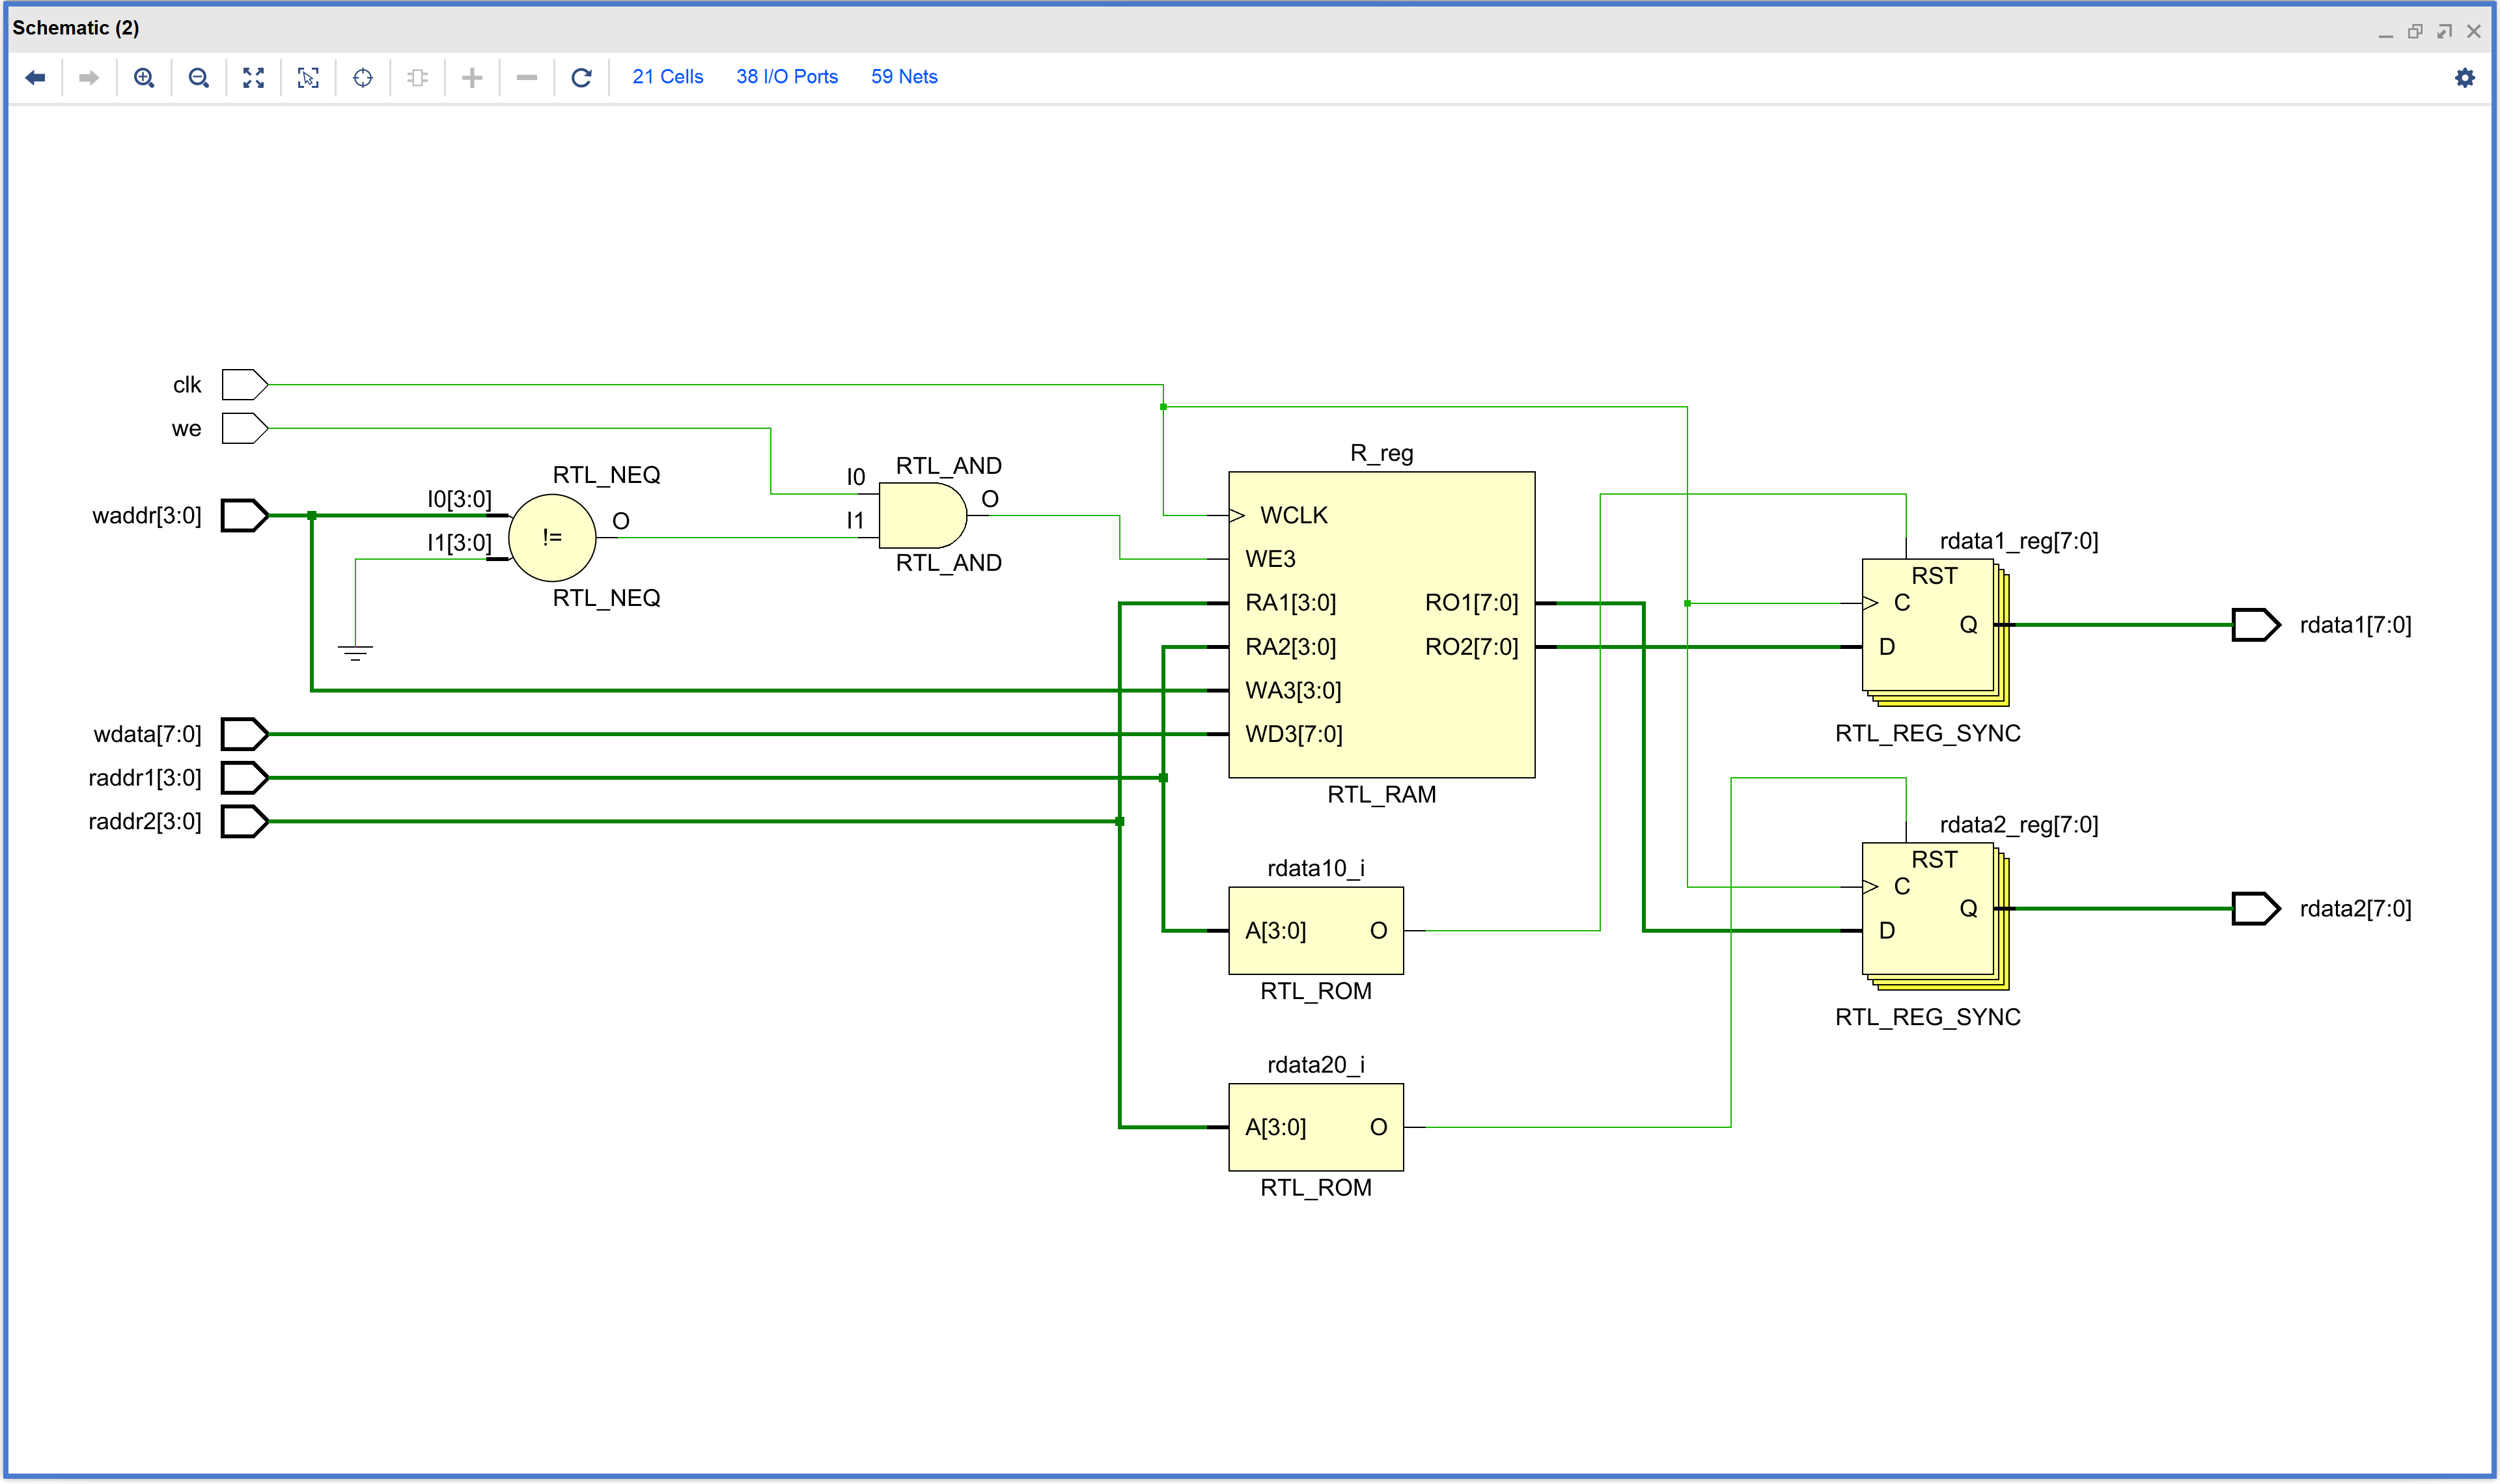 Schematic (2)
21 Cells 38 I/O Ports 59 Nets
clk
we
waddr[3:0]
wdata[7:0]
raddr1[3:0]
raddr2[3:0]
RTL_NEQ
I0[3:0]
I1[3:0]
!=
O
RTL_NEQ
RTL_AND
I0
I1
O
RTL_AND
R_reg
WCLK
WE3
RA1[3:0] RO1[7:0]
RA2[3:0] RO2[7:0]
WA3[3:0]
WD3[7:0]
RTL_RAM
rdata10_i
A[3:0] O
RTL_ROM
rdata20_i
A[3:0] O
RTL_ROM
rdata1_reg[7:0]
RST
C
Q
D
RTL_REG_SYNC
rdata1[7:0]
rdata2_reg[7:0]
RST
C
Q
D
RTL_REG_SYNC
rdata2[7:0]